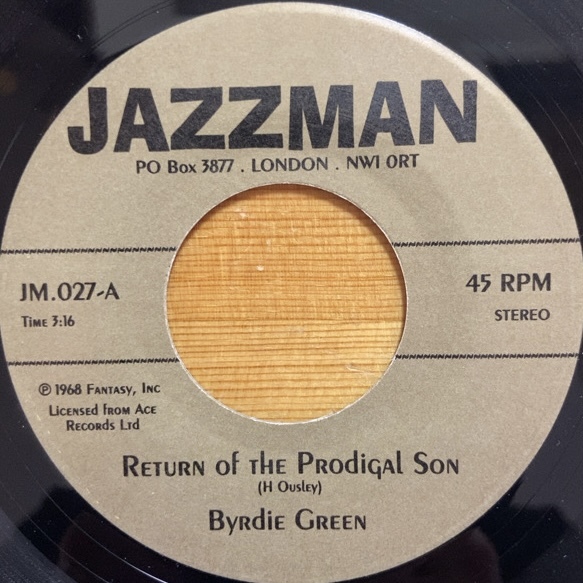 JAZZMAN
PO Box 3877 . LONDON . NW1 0RT
JM.027-A
45 RPM
TIME 3:16
STEREO
℗ 1968 FANTASY, INC
LICENSED FROM ACE
RECORDS LTD
RETURN OF THE PRODIGAL SON
(H OUSLEY)
BYRDIE GREEN